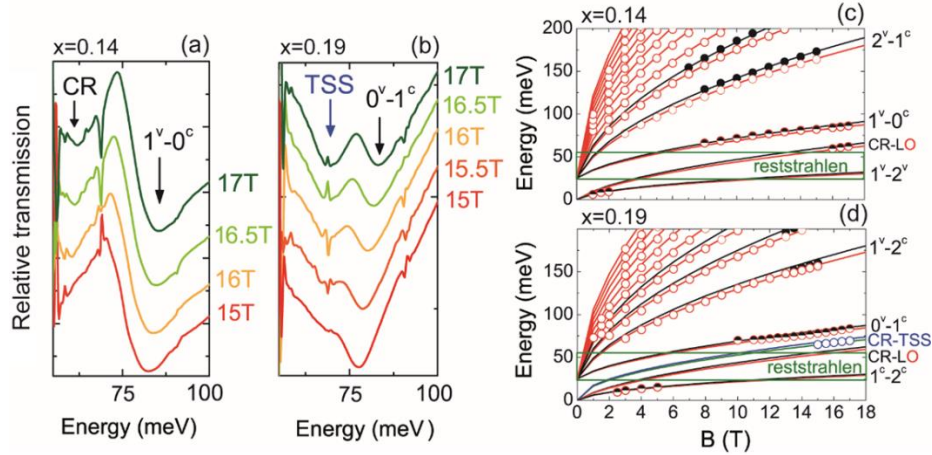 x=0.14 (a)
CR
1ᵛ-0ᶜ
17T
16.5T
16T
15T
Relative transmission
75 100
Energy (meV)
x=0.19 (b)
TSS
0ᵛ-1ᶜ
17T
16.5T
16T
15.5T
15T
75 100
Energy (meV)
x=0.14 (c)
200
150
100
50
0
Energy (meV)
2ᵛ-1ᶜ
1ᵛ-0ᶜ
CR-LO
reststrahlen
1ᵛ-2ᵛ
x=0.19 (d)
150
100
50
0
Energy (meV)
1ᵛ-2ᶜ
0ᵛ-1ᶜ
CR-TSS
CR-LO
reststrahlen
1ᶜ-2ᶜ
0 2 4 6 8 10 12 14 16 18
B (T)